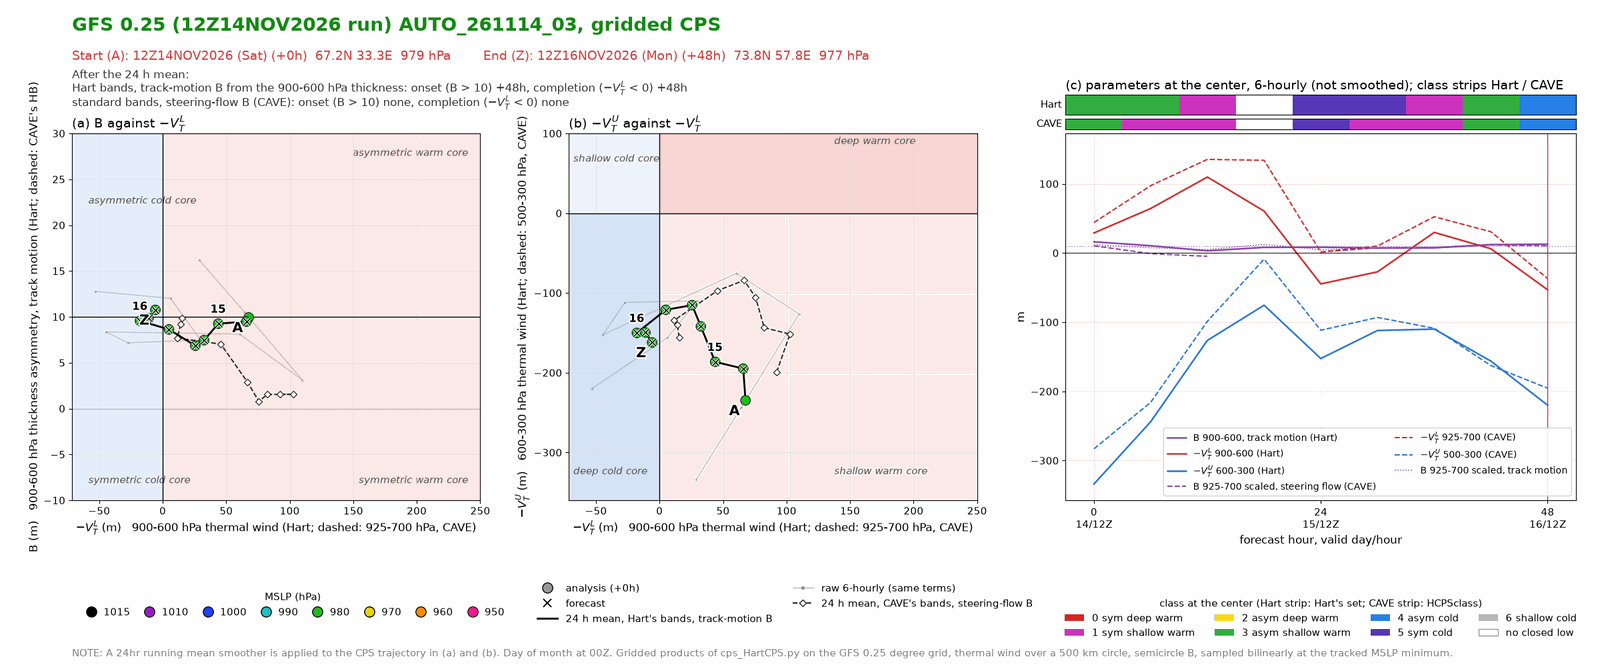 GFS 0.25 (12Z14NOV2026 run) AUTO_261114_03, gridded CPS
Start (A): 12Z14NOV2026 (Sat) (+0h)  67.2N 33.3E  979 hPa        End (Z): 12Z16NOV2026 (Mon) (+48h)  73.8N 57.8E  977 hPa
After the 24 h mean:
Hart bands, track-motion B from the 900-600 hPa thickness: onset (B > 10) +48h, completion (−V_T^L < 0) +48h
standard bands, steering-flow B (CAVE): onset (B > 10) none, completion (−V_T^L < 0) none
(a) B against −V_T^L
30
25
20
15
10
5
0
−5
−10
asymmetric warm core
asymmetric cold core
symmetric cold core
symmetric warm core
16
Z
15
A
−50
0
50
100
150
200
250
−V_T^L (m)   900-600 hPa thermal wind (Hart; dashed: 925-700 hPa, CAVE)
B (m)   900-600 hPa thickness asymmetry, track motion (Hart; dashed: CAVE's HB)
(b) −V_T^U against −V_T^L
100
0
−100
−200
−300
shallow cold core
deep warm core
deep cold core
shallow warm core
16
Z
15
A
−50
0
50
100
150
200
250
−V_T^L (m)   900-600 hPa thermal wind (Hart; dashed: 925-700 hPa, CAVE)
−V_T^U (m)   600-300 hPa thermal wind (Hart; dashed: 500-300 hPa, CAVE)
(c) parameters at the center, 6-hourly (not smoothed); class strips Hart / CAVE
Hart
CAVE
100
0
−100
−200
−300
m
B 900-600, track motion (Hart)
−V_T^L 900-600 (Hart)
−V_T^U 600-300 (Hart)
B 925-700 scaled, steering flow (CAVE)
−V_T^L 925-700 (CAVE)
−V_T^U 500-300 (CAVE)
B 925-700 scaled, track motion
0
14/12Z
24
15/12Z
48
16/12Z
forecast hour, valid day/hour
MSLP (hPa)
1015
1010
1000
990
980
970
960
950
analysis (+0h)
forecast
24 h mean, Hart's bands, track-motion B
raw 6-hourly (same terms)
24 h mean, CAVE's bands, steering-flow B
class at the center (Hart strip: Hart's set; CAVE strip: HCPSclass)
0 sym deep warm
1 sym shallow warm
2 asym deep warm
3 asym shallow warm
4 asym cold
5 sym cold
6 shallow cold
no closed low
NOTE: A 24hr running mean smoother is applied to the CPS trajectory in (a) and (b). Day of month at 00Z. Gridded products of cps_HartCPS.py on the GFS 0.25 degree grid, thermal wind over a 500 km circle, semicircle B, sampled bilinearly at the tracked MSLP minimum.